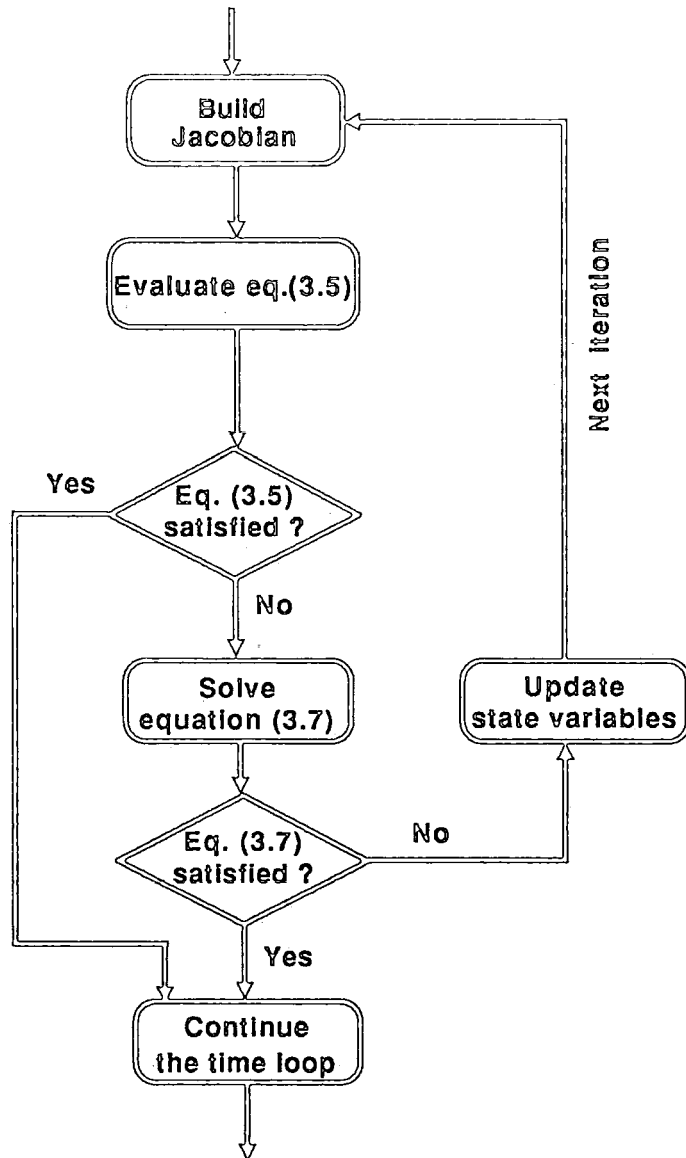 Build
Jacobian
Evaluate eq.(3.5)
Next iteration
Yes
Eq. (3.5)
satisfied ?
No
Solve
equation (3.7)
Update
state variables
Eq. (3.7)
satisfied ?
No
Yes
Continue
the time loop